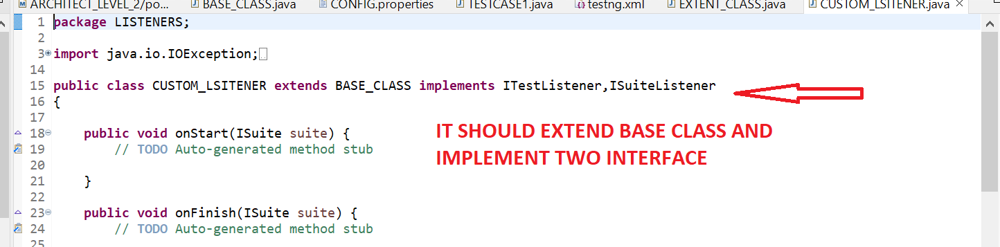 ARCHITECT_LEVEL_2/po... BASE_CLASS.java CONFIG.properties TESTCASE1.java testng.xml EXTENT_CLASS.java CUSTOM_LSITENER.java
1 package LISTENERS;
2
3 import java.io.IOException;
14
15 public class CUSTOM_LSITENER extends BASE_CLASS implements ITestListener,ISuiteListener
16 {
17
18 public void onStart(ISuite suite) {
19 // TODO Auto-generated method stub
20
21 }
22
23 public void onFinish(ISuite suite) {
24 // TODO Auto-generated method stub
25
IT SHOULD EXTEND BASE CLASS AND
IMPLEMENT TWO INTERFACE